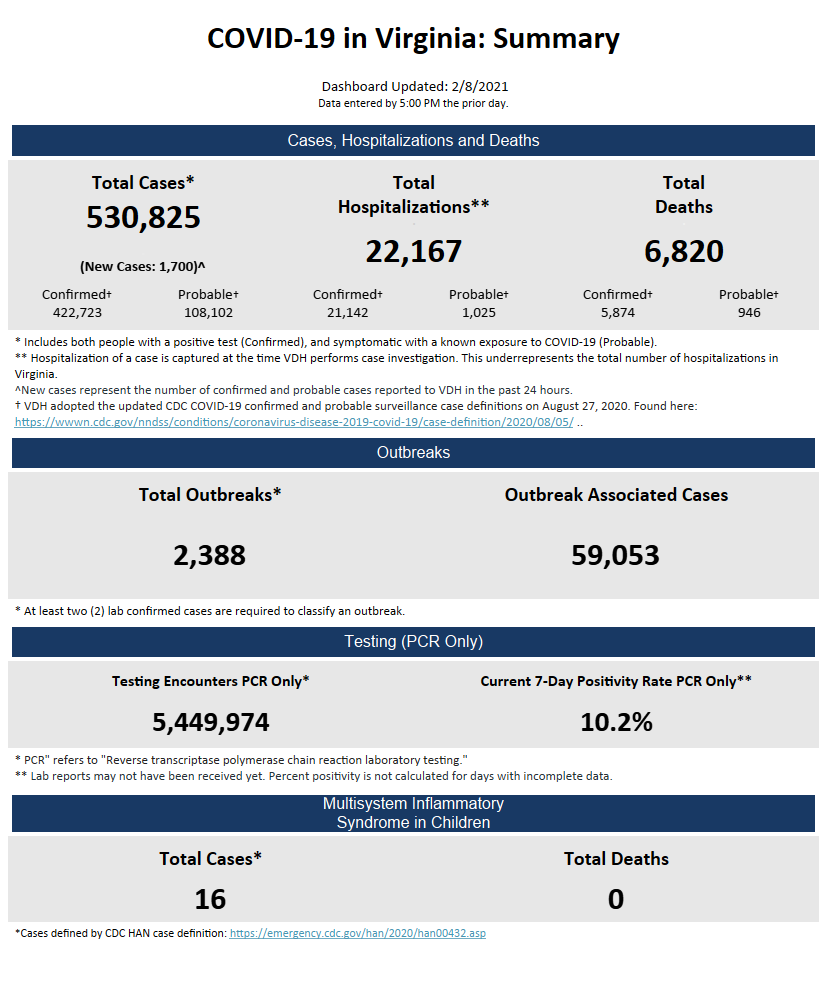 COVID-19 in Virginia: Summary
Dashboard Updated: 2/8/2021
Data entered by 5:00 PM the prior day.
Cases, Hospitalizations and Deaths
Total Cases*
530,825
(New Cases: 1,700)^
Confirmed† Probable†
422,723 108,102
Total
Hospitalizations**
22,167
Confirmed† Probable†
21,142 1,025
Total
Deaths
6,820
Confirmed† Probable†
5,874 946
* Includes both people with a positive test (Confirmed), and symptomatic with a known exposure to COVID-19 (Probable).
** Hospitalization of a case is captured at the time VDH performs case investigation. This underrepresents the total number of hospitalizations in
Virginia.
^New cases represent the number of confirmed and probable cases reported to VDH in the past 24 hours.
† VDH adopted the updated CDC COVID-19 confirmed and probable surveillance case definitions on August 27, 2020. Found here:
https://wwwn.cdc.gov/nndss/conditions/coronavirus-disease-2019-covid-19/case-definition/2020/08/05/ ..
Outbreaks
Total Outbreaks*
2,388
Outbreak Associated Cases
59,053
* At least two (2) lab confirmed cases are required to classify an outbreak.
Testing (PCR Only)
Testing Encounters PCR Only*
5,449,974
Current 7-Day Positivity Rate PCR Only**
10.2%
* PCR" refers to "Reverse transcriptase polymerase chain reaction laboratory testing."
** Lab reports may not have been received yet. Percent positivity is not calculated for days with incomplete data.
Multisystem Inflammatory
Syndrome in Children
Total Cases*
16
Total Deaths
0
*Cases defined by CDC HAN case definition: https://emergency.cdc.gov/han/2020/han00432.asp